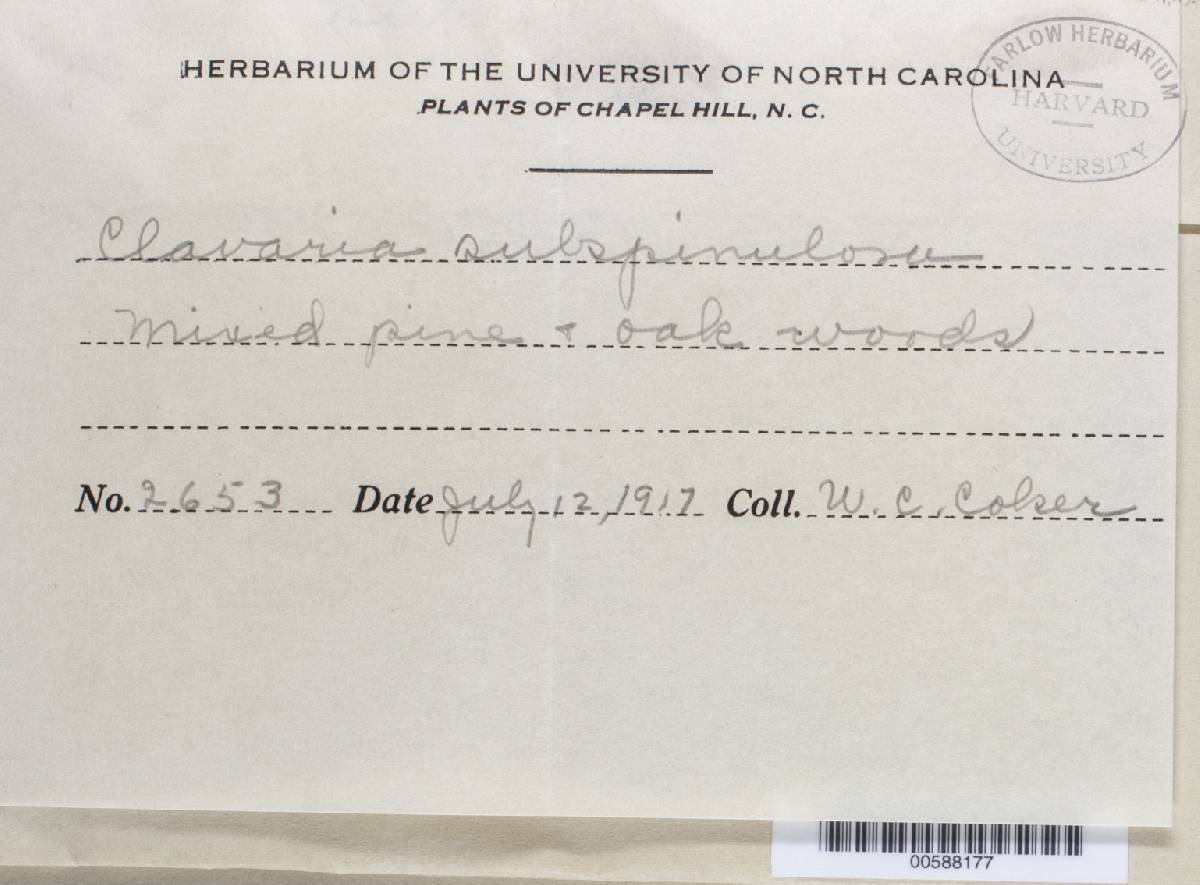 HERBARIUM OF THE UNIVERSITY OF NORTH CAROLINA
PLANTS OF CHAPEL HILL, N. C.
FARLOW HERBARIUM
HARVARD
UNIVERSITY
Clavaria subspinulosa
Mixed pine + oak woods
No. 2653 Date July 12, 1917 Coll. W. C. Coker
00588177